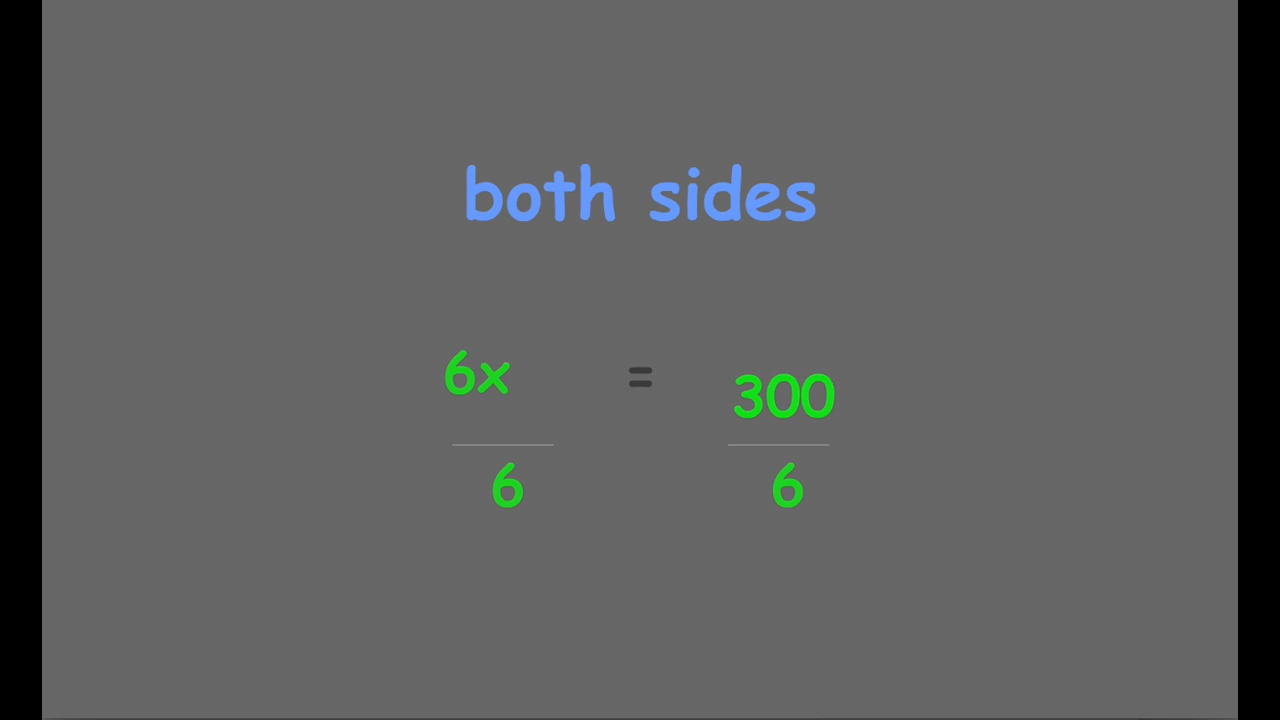 both sides
6x = 300
6 6